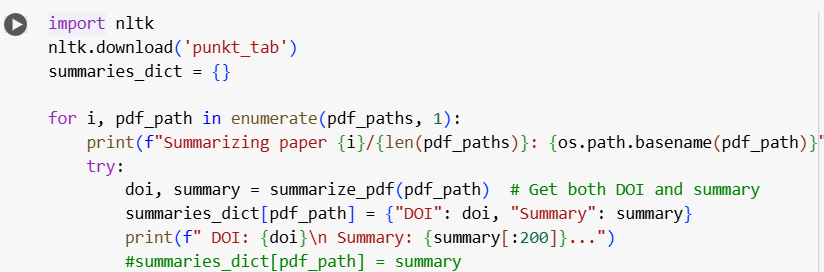 import nltk
nltk.download('punkt_tab')
summaries_dict = {}
for i, pdf_path in enumerate(pdf_paths, 1):
    print(f"Summarizing paper {i}/{len(pdf_paths)}: {os.path.basename(pdf_path)}"
    try:
        doi, summary = summarize_pdf(pdf_path)  # Get both DOI and summary
        summaries_dict[pdf_path] = {"DOI": doi, "Summary": summary}
        print(f" DOI: {doi}\n Summary: {summary[:200]}...")
        #summaries_dict[pdf_path] = summary